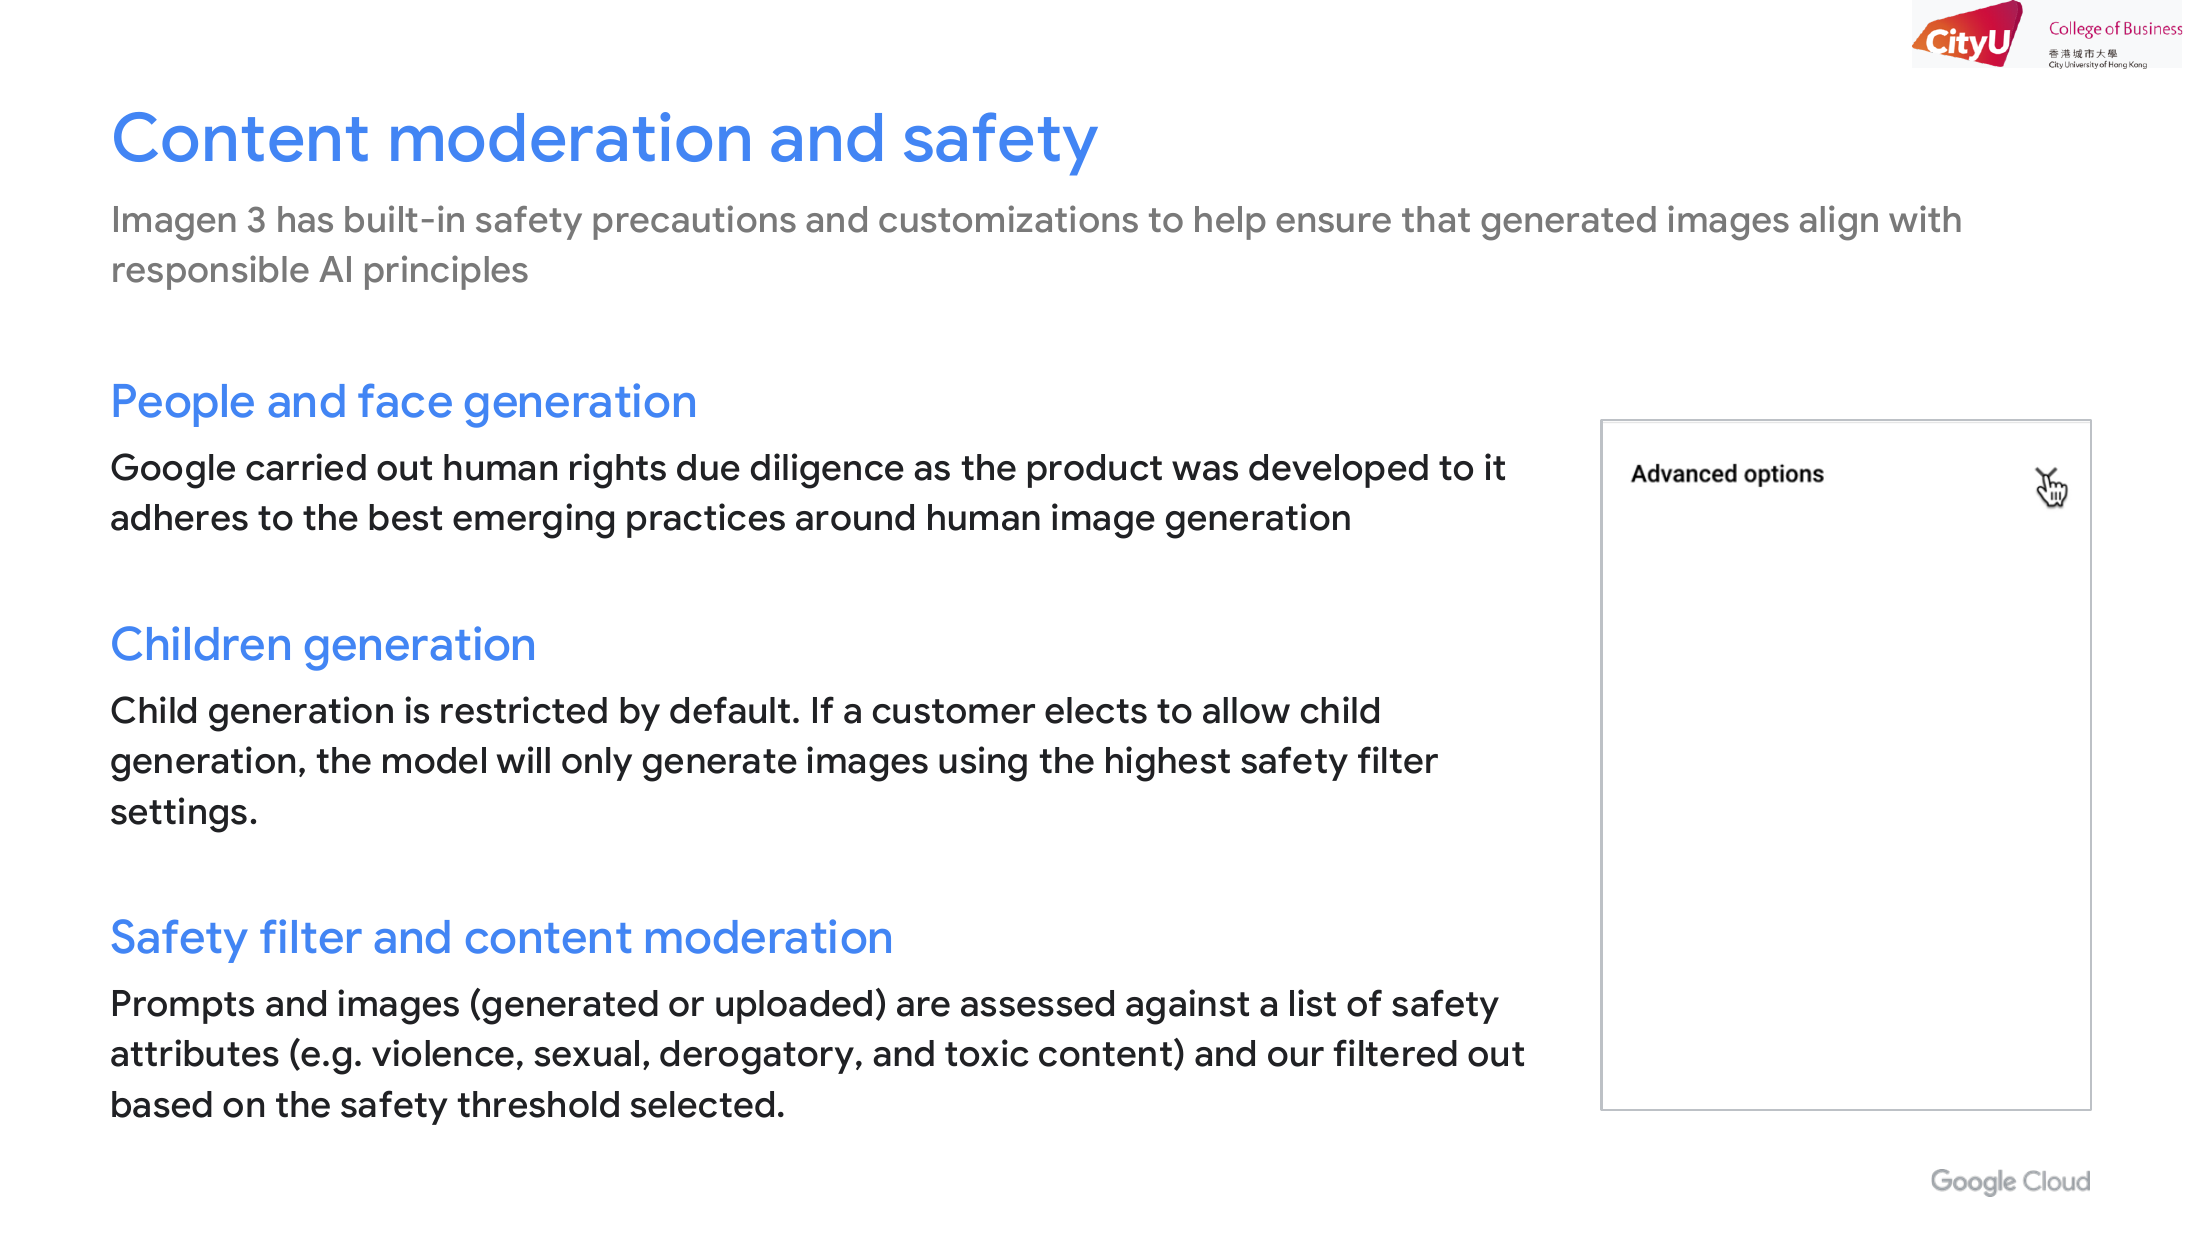 CityU
College of Business
香港城市大學
City University of Hong Kong
Content moderation and safety
Imagen 3 has built-in safety precautions and customizations to help ensure that generated images align with
responsible AI principles
People and face generation
Google carried out human rights due diligence as the product was developed to it
adheres to the best emerging practices around human image generation
Children generation
Child generation is restricted by default. If a customer elects to allow child
generation, the model will only generate images using the highest safety filter
settings.
Safety filter and content moderation
Prompts and images (generated or uploaded) are assessed against a list of safety
attributes (e.g. violence, sexual, derogatory, and toxic content) and our filtered out
based on the safety threshold selected.
Advanced options
Google Cloud